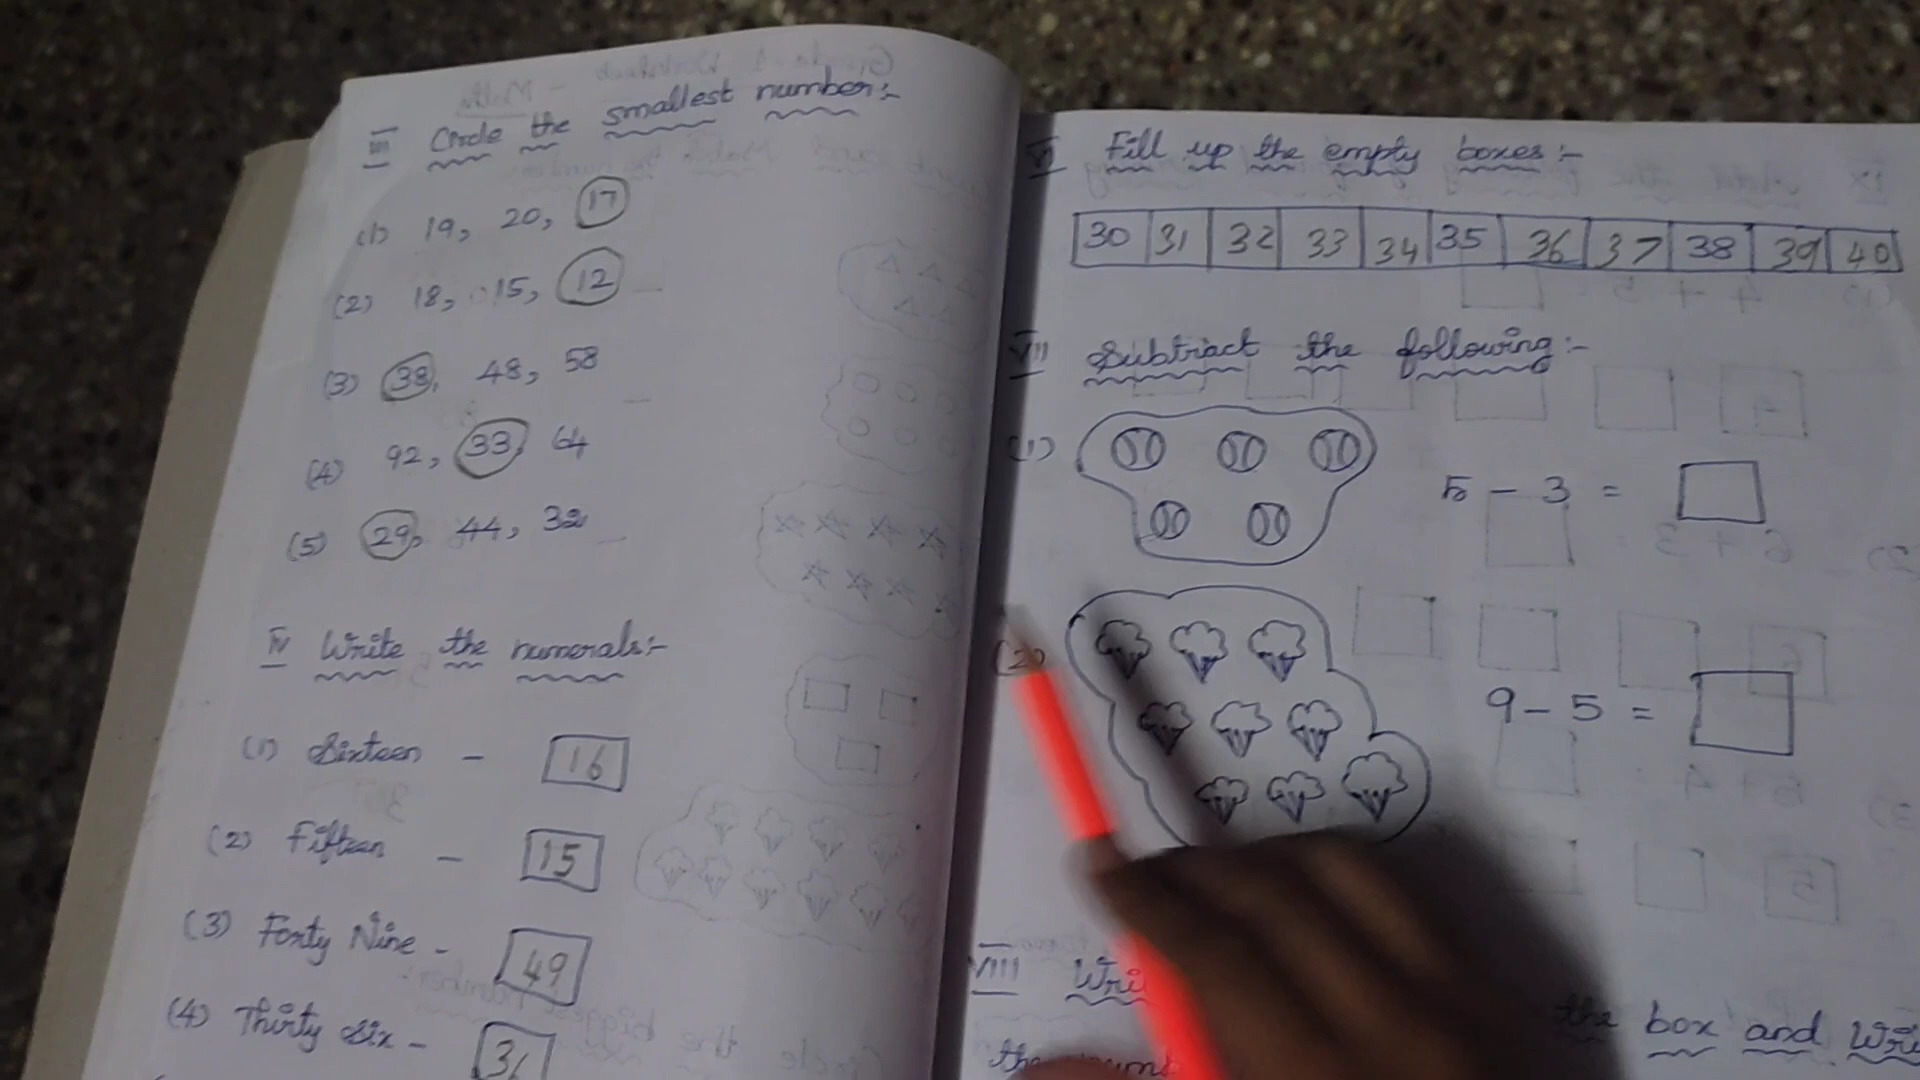 III Circle the smallest number:-
(1) 19, 20, 17
(2) 18, 15, 12
(3) 38, 48, 58
(4) 92, 33, 64
(5) 29, 44, 32
IV Write the numerals:-
(1) Sixteen - 16
(2) Fifteen - 15
(3) Forty Nine - 49
(4) Thirty Six -
VI Fill up the empty boxes:-
30 31 32 33 34 35 36 37 38 39 40
VII Subtract the following:-
(1) 5 - 3 =
(2) 9 - 5 =
VIII
the box and
the